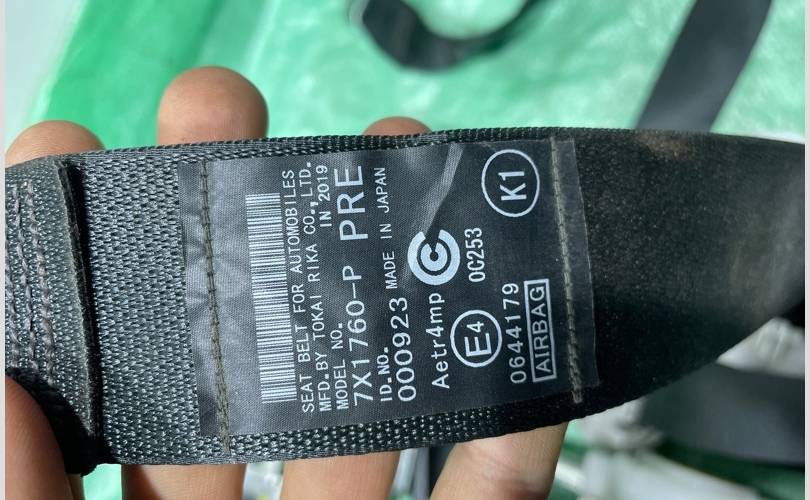 SEAT BELT FOR AUTOMOBILES
MFD.BY TOKAI RIKA CO.,LTD.
MODEL NO. IN 2019
7X1760-P PRE
ID.NO.
000923 MADE IN JAPAN
Aetr4mp C
E4 0C253
0644179 K1
AIRBAG